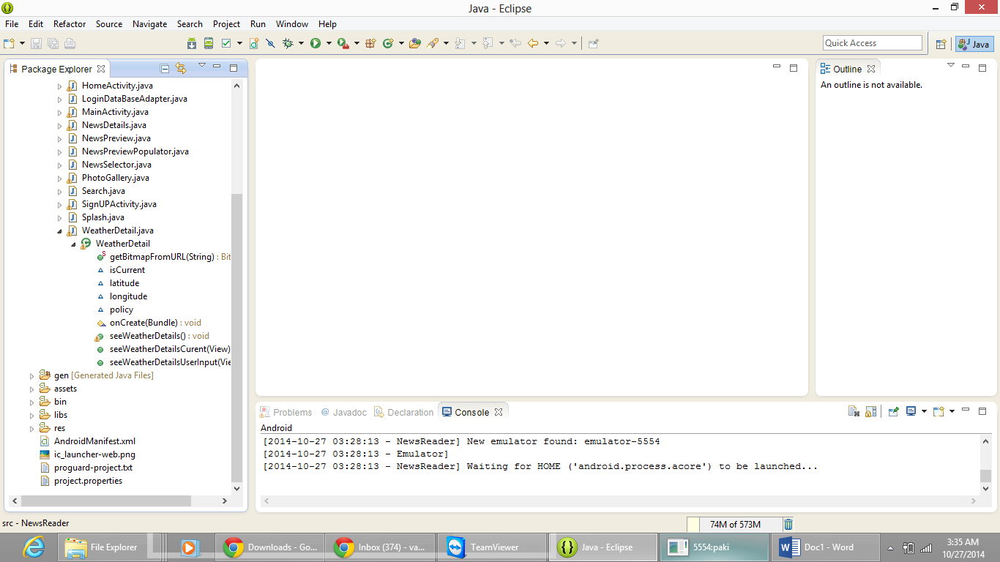 Java - Eclipse
File Edit Refactor Source Navigate Search Project Run Window Help
Quick Access
Java
Package Explorer
HomeActivity.java
LoginDataBaseAdapter.java
MainActivity.java
NewsDetails.java
NewsPreview.java
NewsPreviewPopulator.java
NewsSelector.java
PhotoGallery.java
Search.java
SignUPActivity.java
Splash.java
WeatherDetail.java
WeatherDetail
getBitmapFromURL(String) : Bit
isCurrent
latitude
longitude
policy
onCreate(Bundle) : void
seeWeatherDetails() : void
seeWeatherDetailsCurent(View)
seeWeatherDetailsUserInput(Vie
gen [Generated Java Files]
assets
bin
libs
res
AndroidManifest.xml
ic_launcher-web.png
proguard-project.txt
project.properties
Outline
An outline is not available.
Problems @ Javadoc Declaration Console
Android
[2014-10-27 03:28:13 - NewsReader] New emulator found: emulator-5554
[2014-10-27 03:28:13 - Emulator]
[2014-10-27 03:28:13 - NewsReader] Waiting for HOME ('android.process.acore') to be launched...
src - NewsReader
74M of 573M
File Explorer
Downloads - Go...
Inbox (374) - va...
TeamViewer
Java - Eclipse
5554:paki
Doc1 - Word
3:35 AM
10/27/2014